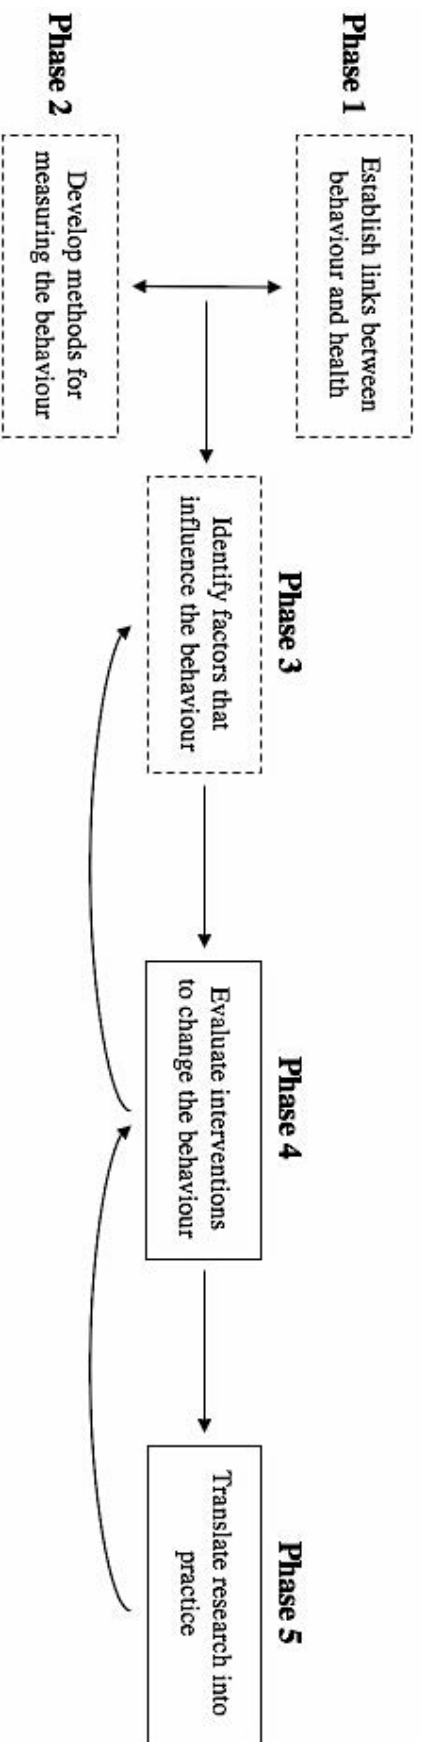 Phase 1
Establish links between
behaviour and health
Phase 2
Develop methods for
measuring the behaviour
Phase 3
Identify factors that
influence the behaviour
Phase 4
Evaluate interventions
to change the behaviour
Phase 5
Translate research into
practice